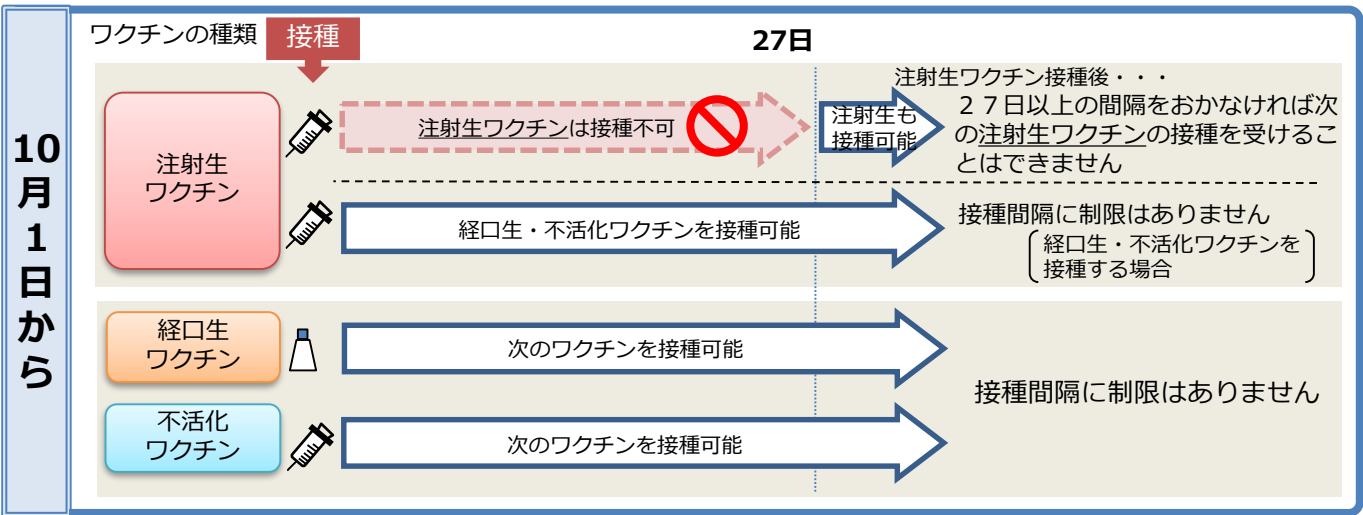 10月1日から
ワクチンの種類
接種
27日
注射生
ワクチン
注射生ワクチンは接種不可
注射生も
接種可能
注射生ワクチン接種後・・・
２７日以上の間隔をおかなければ次
の注射生ワクチンの接種を受けるこ
とはできません
経口生・不活化ワクチンを接種可能
接種間隔に制限はありません
経口生・不活化ワクチンを
接種する場合
経口生
ワクチン
次のワクチンを接種可能
接種間隔に制限はありません
不活化
ワクチン
次のワクチンを接種可能